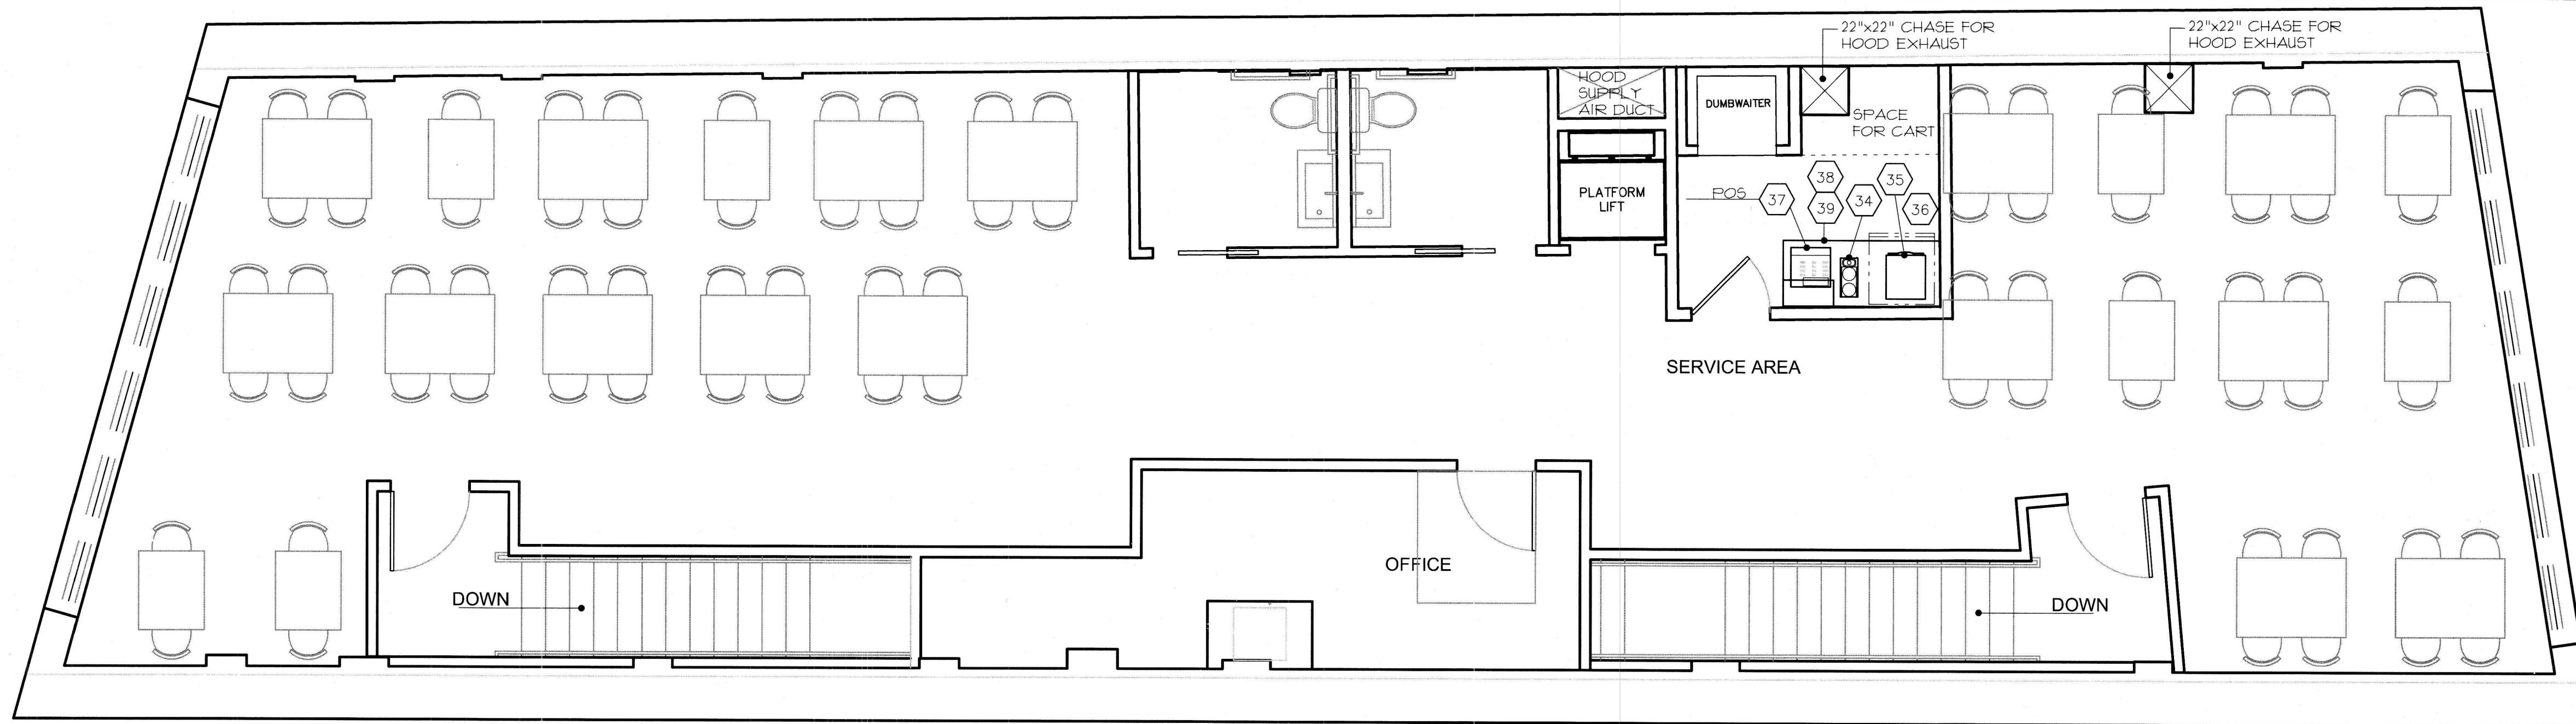 22"x22" CHASE FOR
HOOD EXHAUST
22"x22" CHASE FOR
HOOD EXHAUST
HOOD
SUPPLY
AIR DUCT
DUMBWAITER
SPACE
FOR CART
PLATFORM
LIFT
POS
37
38
39
34
35
36
SERVICE AREA
OFFICE
DOWN
DOWN